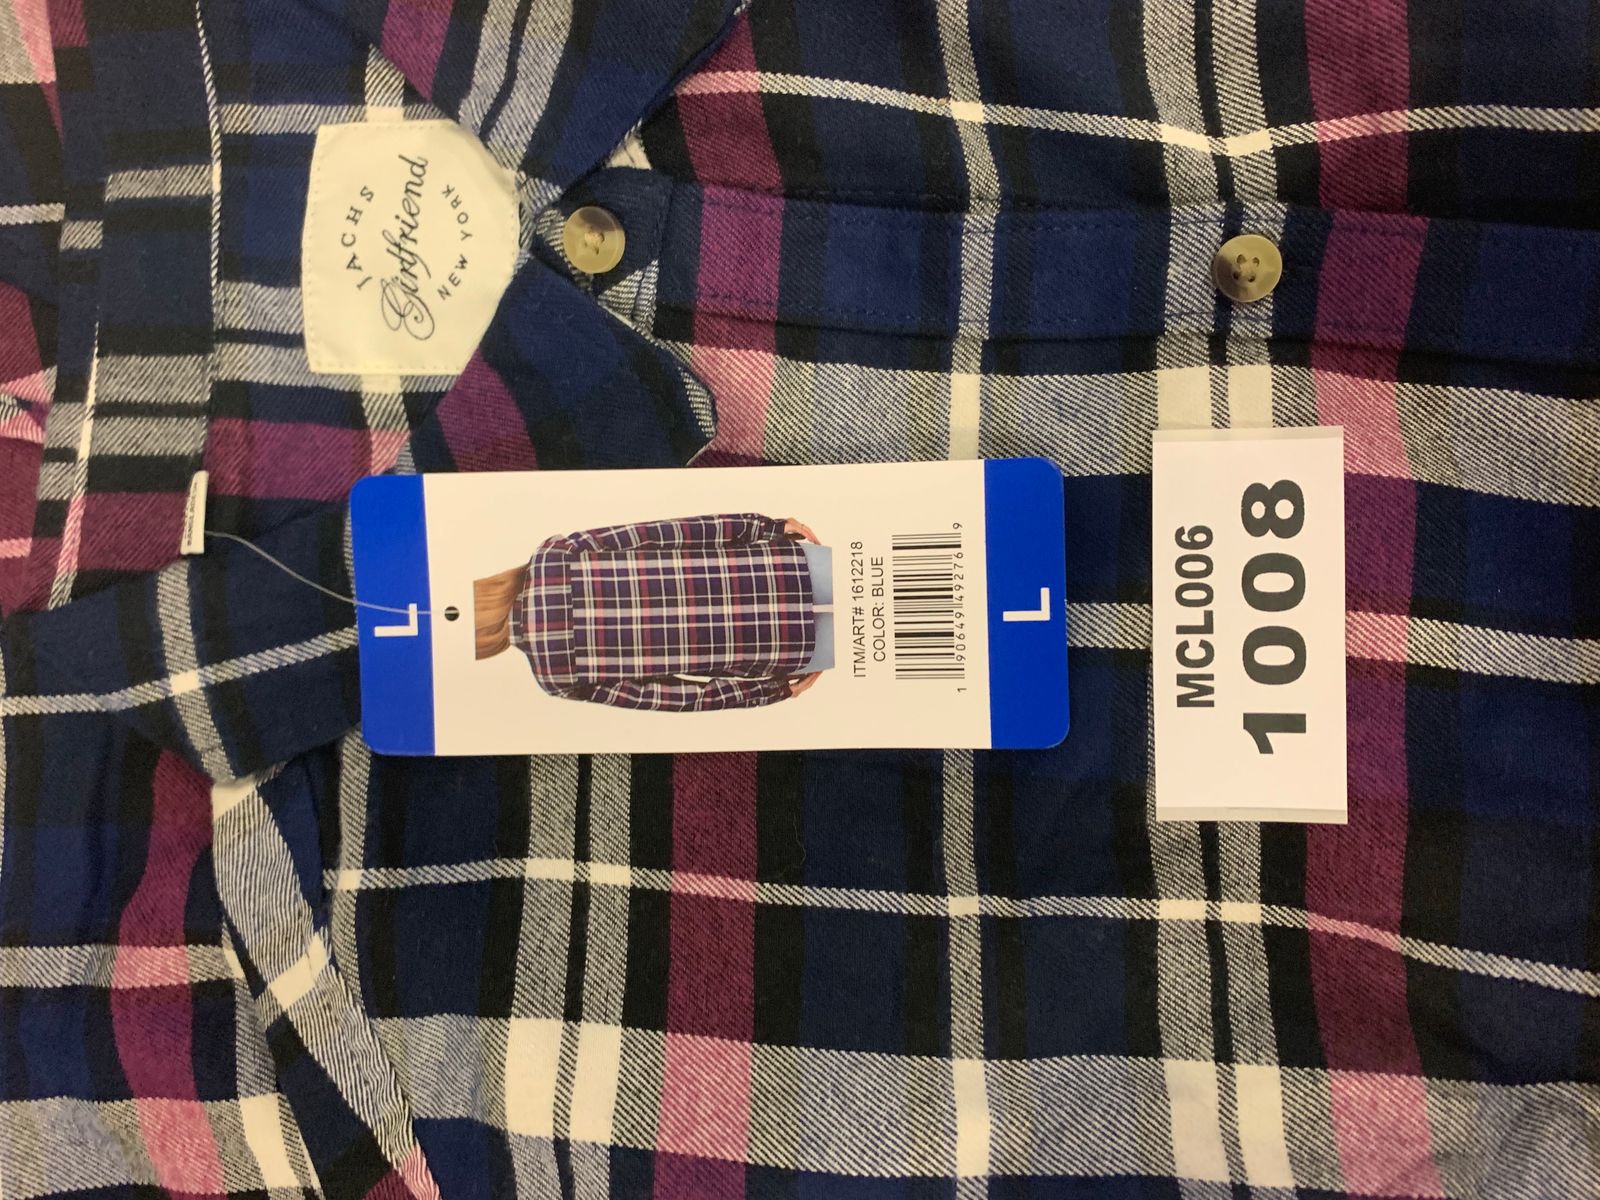 JACHS
Girlfriend
NEW YORK
L
ITM/ART# 1612218
COLOR: BLUE
1 90649 49276 9
L
MCL006
1008